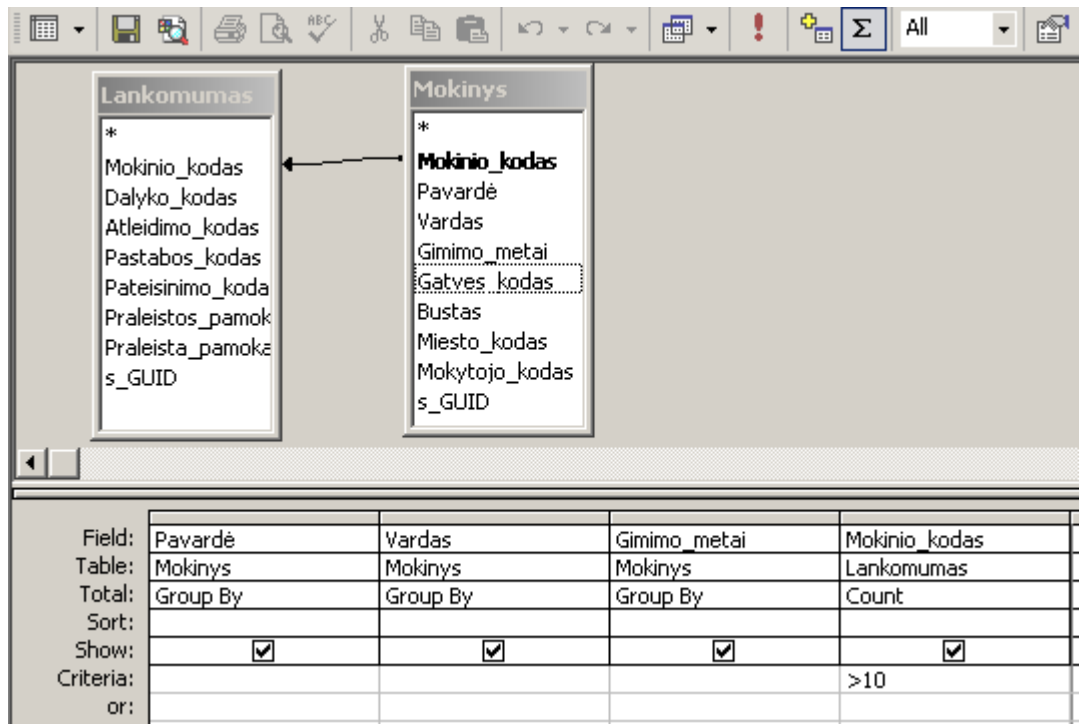 ABC
Σ All
Lankomumas
*
Mokinio_kodas
Dalyko_kodas
Atleidimo_kodas
Pastabos_kodas
Pateisinimo_koda
Praleistos_pamok
Praleista_pamoka
s_GUID
Mokinys
*
Mokinio_kodas
Pavardė
Vardas
Gimimo_metai
Gatves_kodas
Bustas
Miesto_kodas
Mokytojo_kodas
s_GUID
Field: Pavardė Vardas Gimimo_metai Mokinio_kodas
Table: Mokinys Mokinys Mokinys Lankomumas
Total: Group By Group By Group By Count
Sort:
Show:
Criteria: >10
or: